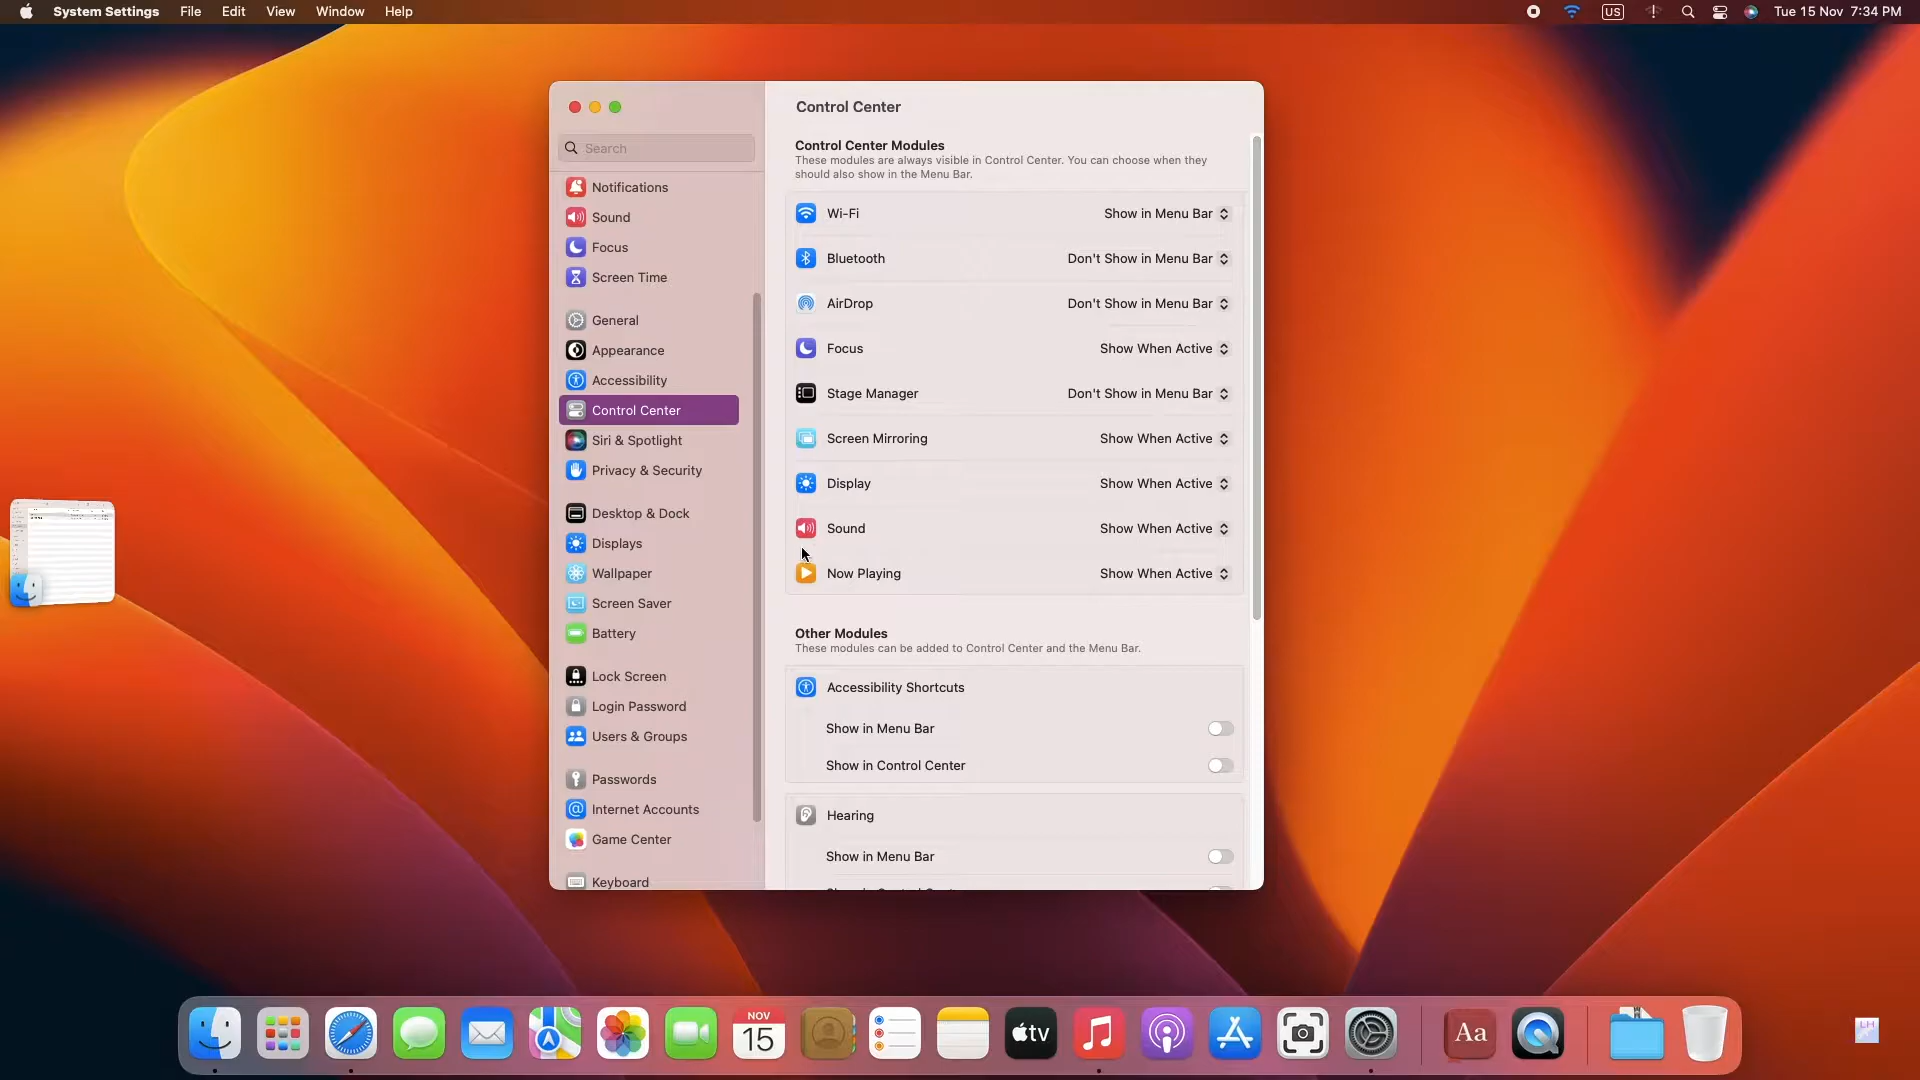 System Settings File Edit View Window Help
US Tue 15 Nov 7:34 PM
Search
Notifications
Sound
Focus
Screen Time
General
Appearance
Accessibility
Control Center
Siri & Spotlight
Privacy & Security
Desktop & Dock
Displays
Wallpaper
Screen Saver
Battery
Lock Screen
Login Password
Users & Groups
Passwords
Internet Accounts
Game Center
Keyboard
Control Center
Control Center Modules
These modules are always visible in Control Center. You can choose when they
should also show in the Menu Bar.
Wi-Fi Show in Menu Bar
Bluetooth Don't Show in Menu Bar
AirDrop Don't Show in Menu Bar
Focus Show When Active
Stage Manager Don't Show in Menu Bar
Screen Mirroring Show When Active
Display Show When Active
Sound Show When Active
Now Playing Show When Active
Other Modules
These modules can be added to Control Center and the Menu Bar.
Accessibility Shortcuts
Show in Menu Bar
Show in Control Center
Hearing
Show in Menu Bar
NOV
15
tv
Aa
LH